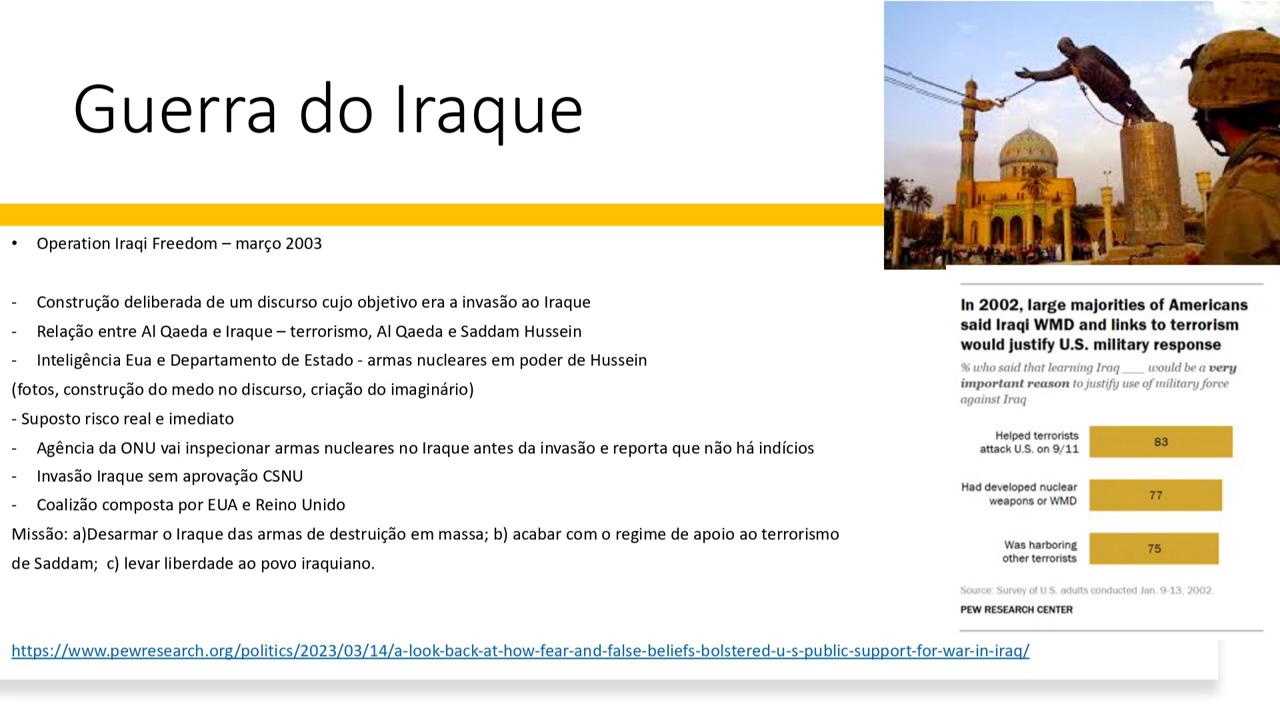 Guerra do Iraque
• Operation Iraqi Freedom – março 2003
- Construção deliberada de um discurso cujo objetivo era a invasão ao Iraque
- Relação entre Al Qaeda e Iraque – terrorismo, Al Qaeda e Saddam Hussein
- Inteligência Eua e Departamento de Estado - armas nucleares em poder de Hussein
(fotos, construção do medo no discurso, criação do imaginário)
- Suposto risco real e imediato
- Agência da ONU vai inspecionar armas nucleares no Iraque antes da invasão e reporta que não há indícios
- Invasão Iraque sem aprovação CSNU
- Coalizão composta por EUA e Reino Unido
Missão: a)Desarmar o Iraque das armas de destruição em massa; b) acabar com o regime de apoio ao terrorismo
de Saddam; c) levar liberdade ao povo iraquiano.
https://www.pewresearch.org/politics/2023/03/14/a-look-back-at-how-fear-and-false-beliefs-bolstered-u-s-public-support-for-war-in-iraq/
In 2002, large majorities of Americans
said Iraqi WMD and links to terrorism
would justify U.S. military response
% who said that learning Iraq ___ would be a very
important reason to justify use of military force
against Iraq
Helped terrorists
attack U.S. on 9/11
83
Had developed nuclear
weapons or WMD
77
Was harboring
other terrorists
75
Source: Survey of U.S. adults conducted Jan. 9-13, 2002.
PEW RESEARCH CENTER